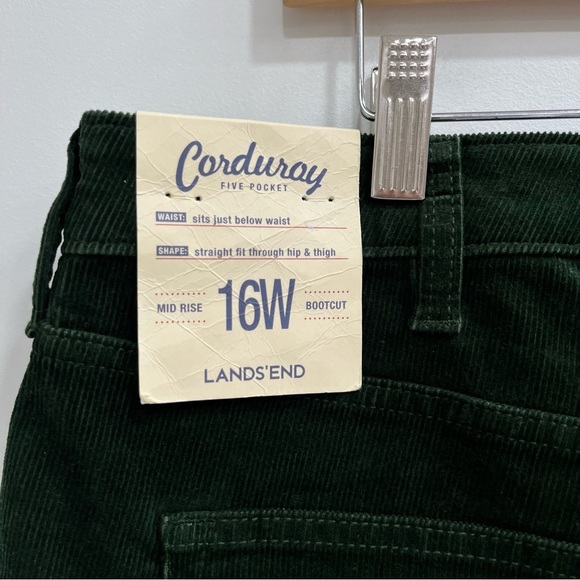 Corduroy
FIVE POCKET
WAIST: sits just below waist
SHAPE: straight fit through hip & thigh
MID RISE 16W BOOTCUT
LANDS'END